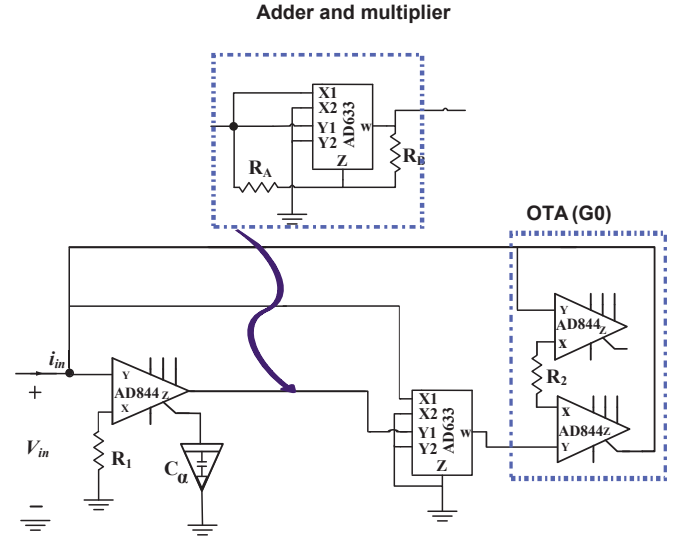 Adder and multiplier
X1
X2
Y1
Y2
AD633
w
Z
RA
RB
OTA (G0)
Y
AD844
Z
X
R2
X
AD844
Z
Y
iin
+
Vin
–
Y
AD844
Z
X
R1
Cα
X1
X2
Y1
Y2
AD633
w
Z